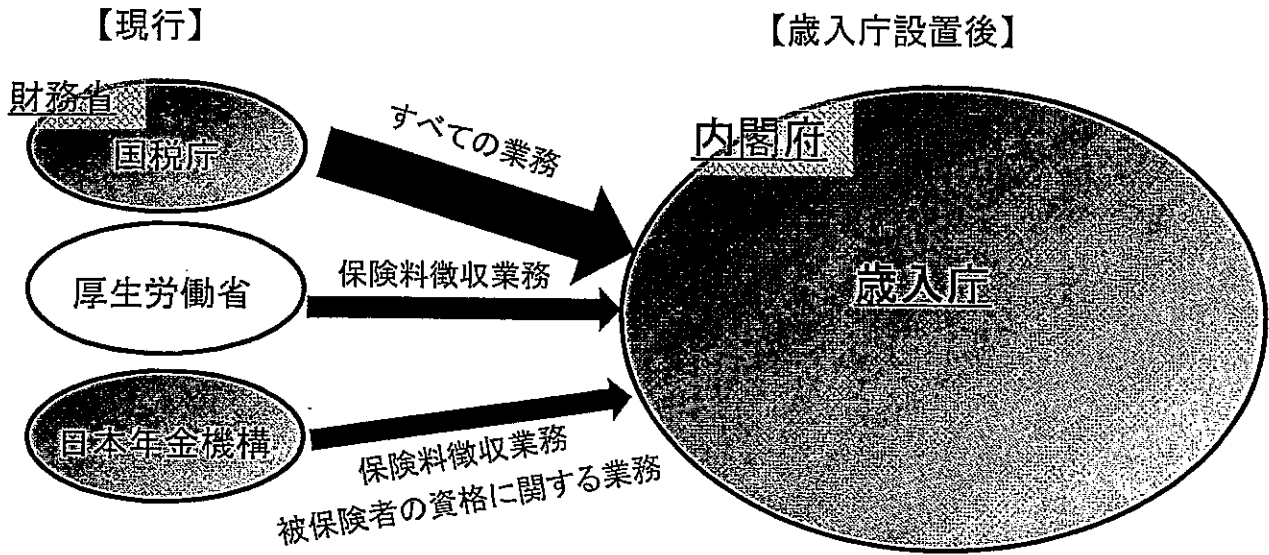 【現行】
【歳入庁設置後】
財務省
国税庁
すべての業務
内閣府
厚生労働省
保険料徴収業務
歳入庁
日本年金機構
保険料徴収業務
被保険者の資格に関する業務